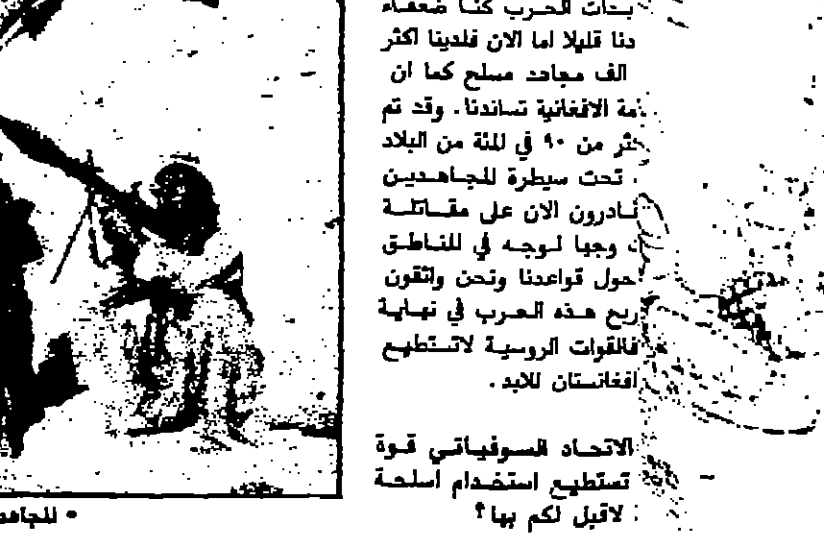 بدأت الحرب كنا ضعفاء
دنا قليلا اما الان فلدينا اكثر
الف مجاهد مسلح كما ان
مة الافغانية تساندنا. وقد تم
ثر من ٩٠ في المئة من البلاد
تحت سيطرة المجاهدين
قادرون الان على مقاتلة
وجها لوجه في المناطق
حول قواعدنا ونحن واثقون
ربح هذه الحرب في نهاية
فالقوات الروسية لاتستطيع
افغانستان للابد.
الاتحاد السوفياتي قوة
تستطيع استخدام اسلحة
لاقبل لكم بها؟
• المجاهد